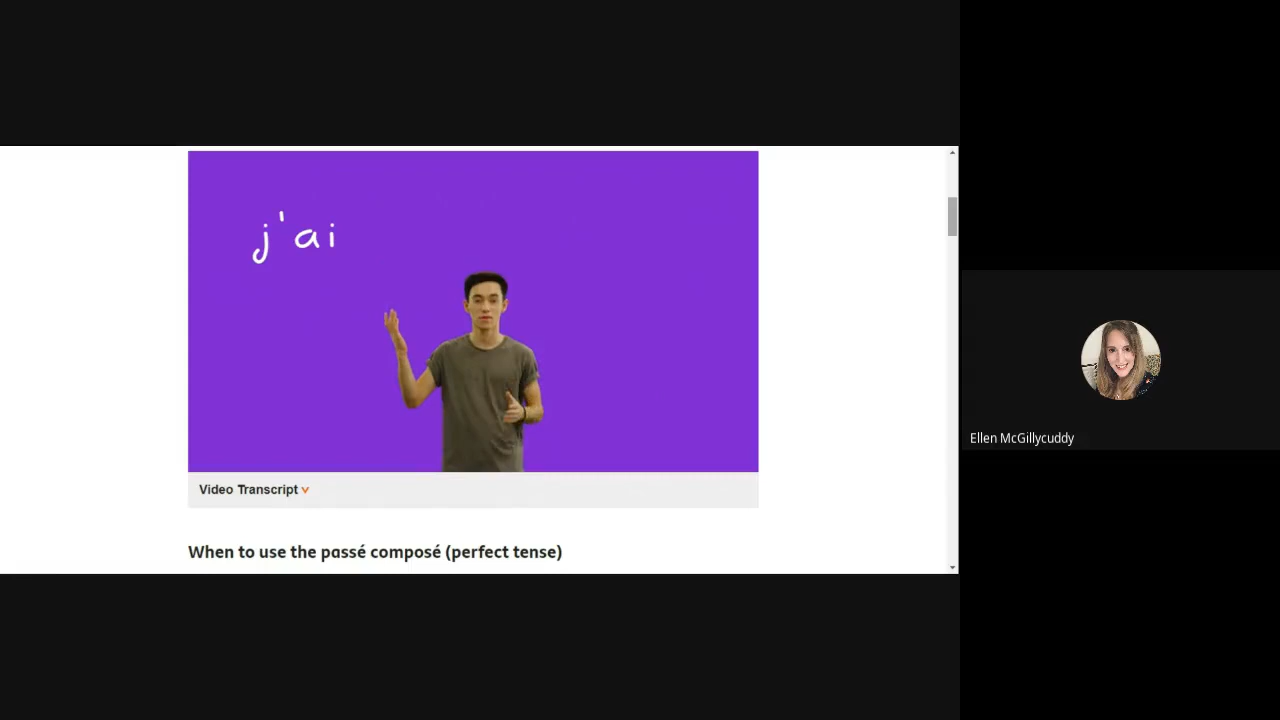 j'ai
Video Transcript
When to use the passé composé (perfect tense)
Ellen McGillycuddy